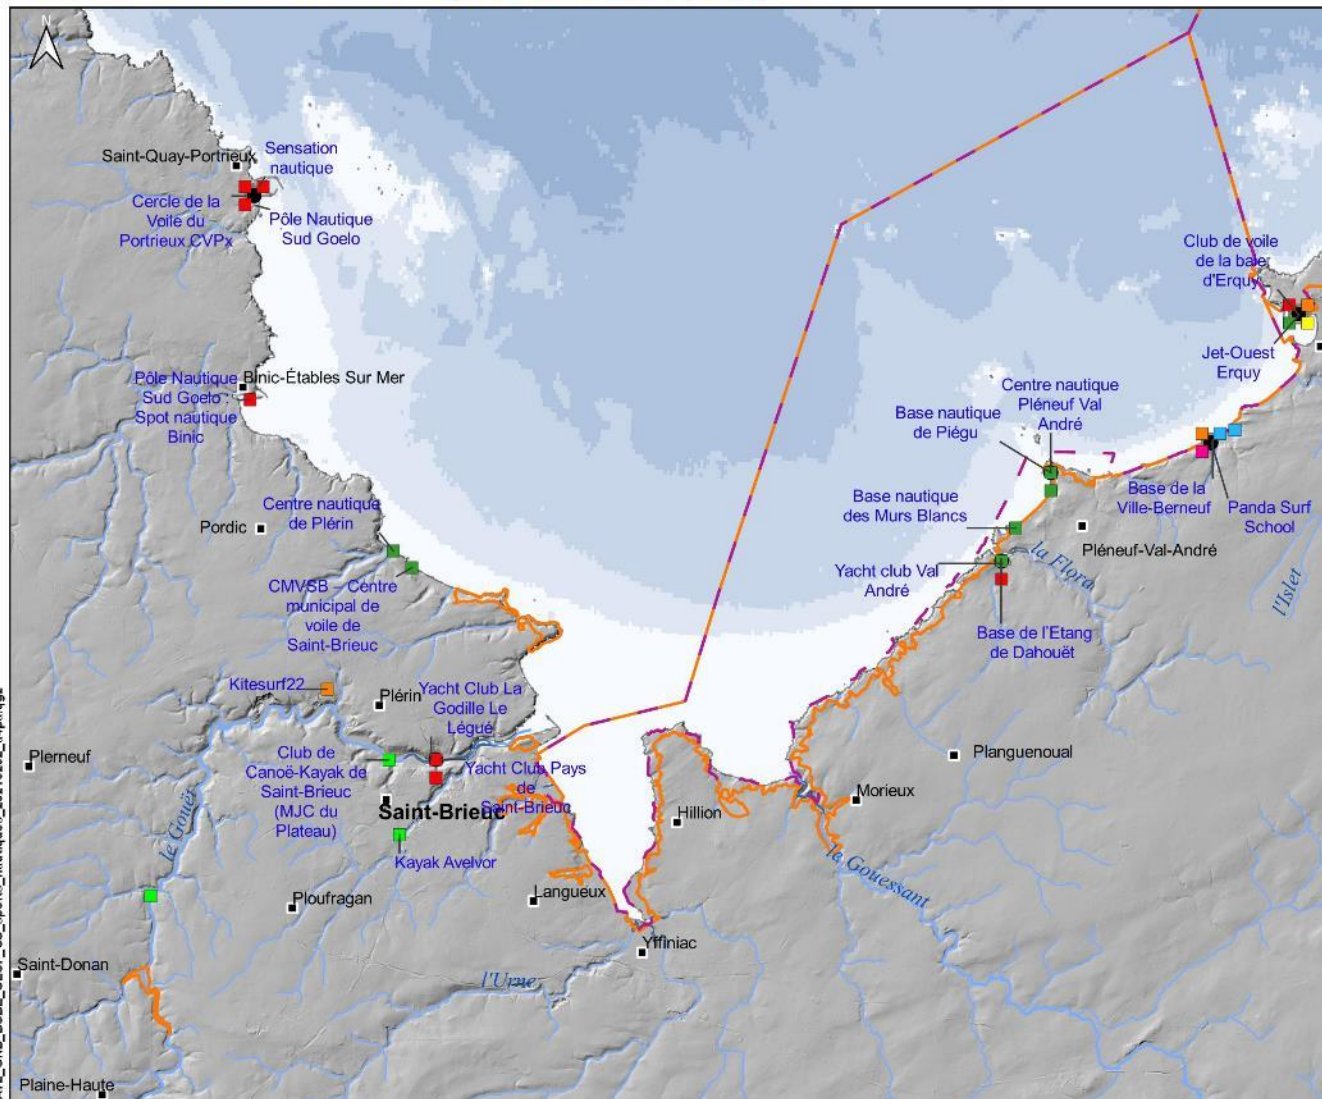 N
Saint-Quay-Portrieux
Sensation
nautique
Cercle de la
Voile du
Portrieux CVPx
Pôle Nautique
Sud Goelo
Club de voile
de la baie
d'Erquy
Jet-Ouest
Erquy
Pôle Nautique
Sud Goelo :
Spot nautique
Binic
Binic-Étables Sur Mer
Centre nautique
Pléneuf Val
André
Base nautique
de Piégu
Base nautique
des Murs Blancs
Base de la
Ville-Berneuf
Panda Surf
School
Centre nautique
de Plérin
Pordic
Pléneuf-Val-André
la Flora
l'Islet
Yacht club Val
André
CMVSB – Centre
municipal de
voile de
Saint-Brieuc
Base de l'Etang
de Dahouët
Kitesurf22
Plérin
Yacht Club La
Godille Le
Légué
Plerneuf
Club de
Canoë-Kayak de
Saint-Brieuc
(MJC du
Plateau)
Yacht Club Pays
de
Saint-Brieuc
Saint-Brieuc
Planguenoual
Morieux
Hillion
le Gouët
Kayak Avelvor
le Gouessant
Ploufragan
Langueux
Yffiniac
Saint-Donan
l'Urne
Plaine-Haute